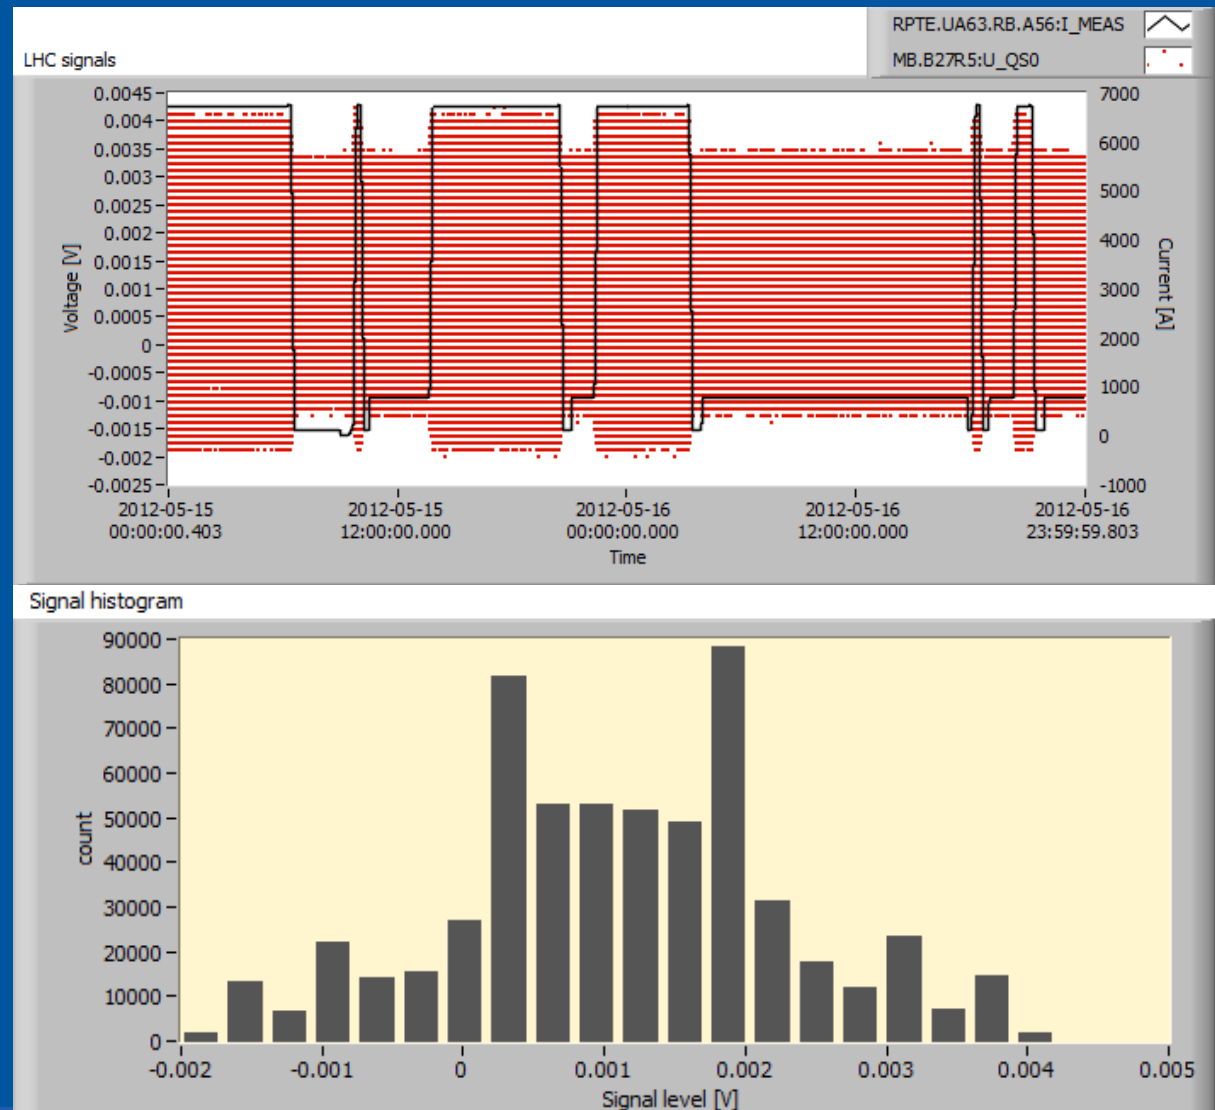 RPTE.UA63.RB.A56:I_MEAS
LHC signals
MB.B27R5:U_QS0
0.0045
0.004
0.0035
0.003
0.0025
0.002
0.0015
0.001
0.0005
0
-0.0005
-0.001
-0.0015
-0.002
-0.0025
Voltage [V]
7000
6000
5000
4000
3000
2000
1000
0
-1000
Current [A]
2012-05-15 2012-05-15 2012-05-16 2012-05-16 2012-05-16
00:00:00.403 12:00:00.000 00:00:00.000 12:00:00.000 23:59:59.803
Time
Signal histogram
90000
80000
70000
60000
50000
40000
30000
20000
10000
0
count
-0.002 -0.001 0 0.001 0.002 0.003 0.004 0.005
Signal level [V]